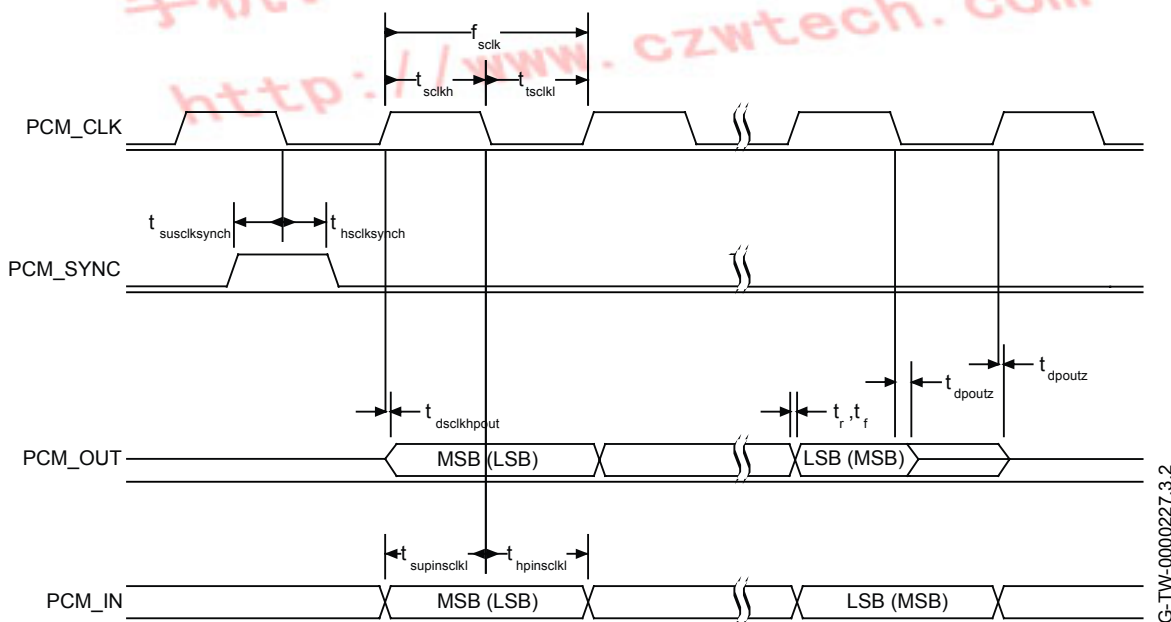 http://www.czwtech.com
f sclk
t sclkh
t tsclkl
PCM_CLK
t susclksynch
t hsclksynch
PCM_SYNC
t dpoutz
t dpoutz
t dsclkhpout
t r ,t f
PCM_OUT
MSB (LSB)
LSB (MSB)
t supinsclkl
t hpinsclkl
PCM_IN
MSB (LSB)
LSB (MSB)
G-TW-0000227.3.2